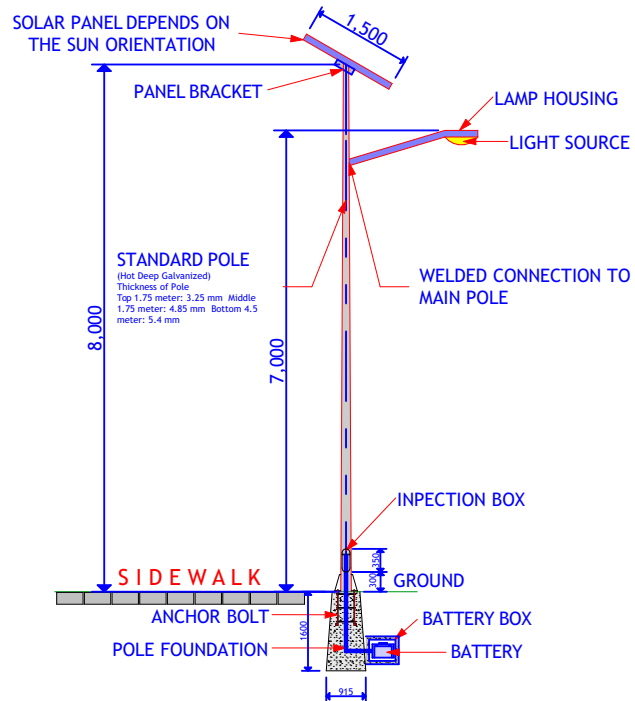 SOLAR PANEL DEPENDS ON
THE SUN ORIENTATION
1,500
PANEL BRACKET
LAMP HOUSING
LIGHT SOURCE
STANDARD POLE
(Hot Deep Galvanized)
Thickness of Pole
Top 1.75 meter: 3.25 mm Middle
1.75 meter: 4.85 mm Bottom 4.5
meter: 5.4 mm
WELDED CONNECTION TO
MAIN POLE
8,000
7,000
INPECTION BOX
350
300
SIDEWALK
GROUND
ANCHOR BOLT
BATTERY BOX
1600
POLE FOUNDATION
BATTERY
915